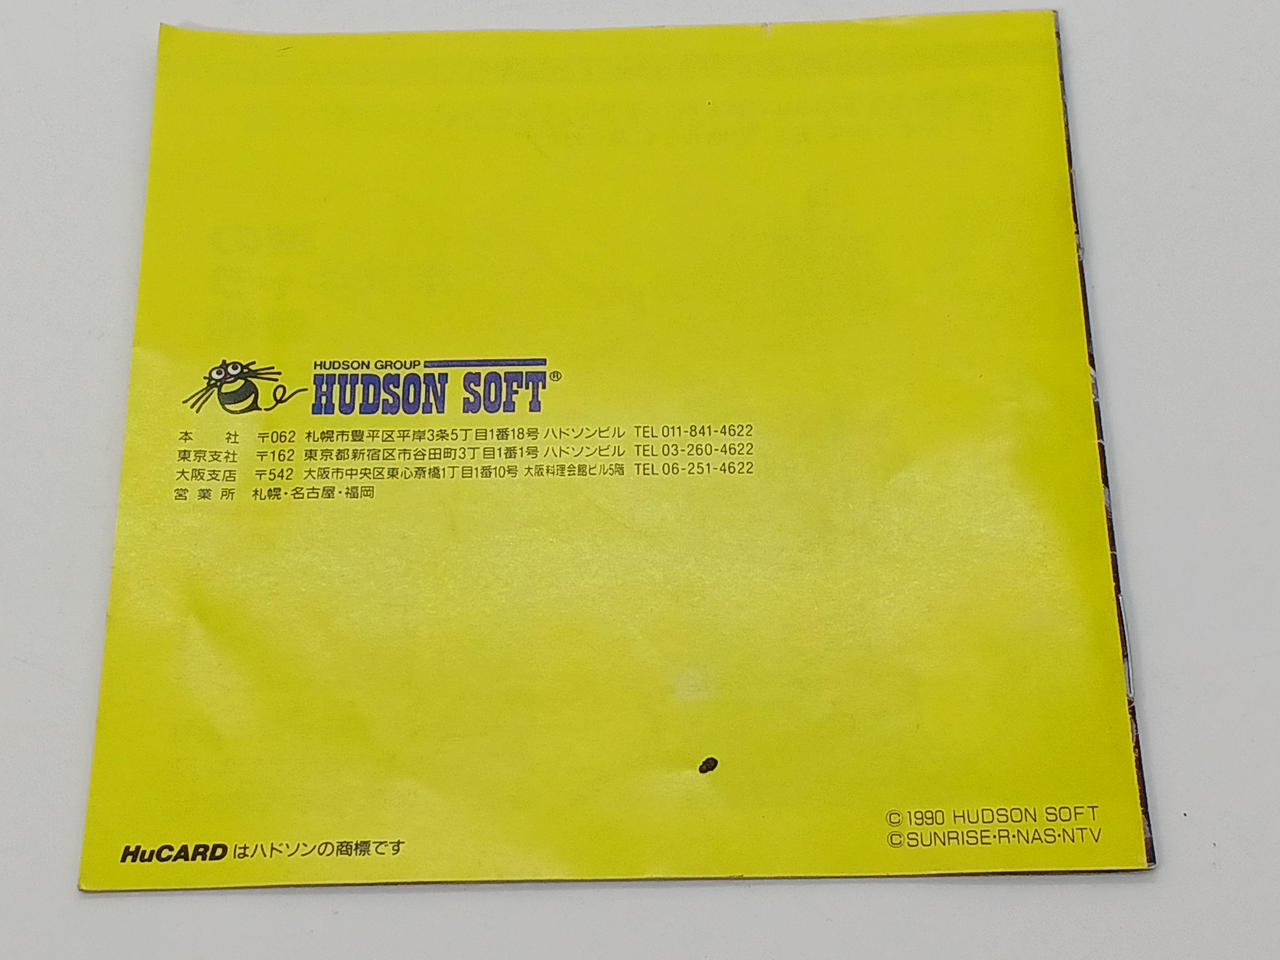 HUDSON GROUP
HUDSON SOFT®
本社 〒062 札幌市豊平区平岸3条5丁目1番18号 ハドソンビル TEL 011-841-4622
東京支社 〒162 東京都新宿区市谷田町3丁目1番1号 ハドソンビル TEL 03-260-4622
大阪支店 〒542 大阪市中央区東心斎橋1丁目1番10号 大阪料理会館ビル5階 TEL 06-251-4622
営業所 札幌・名古屋・福岡
©1990 HUDSON SOFT
©SUNRISE・R・NAS・NTV
HuCARDはハドソンの商標です